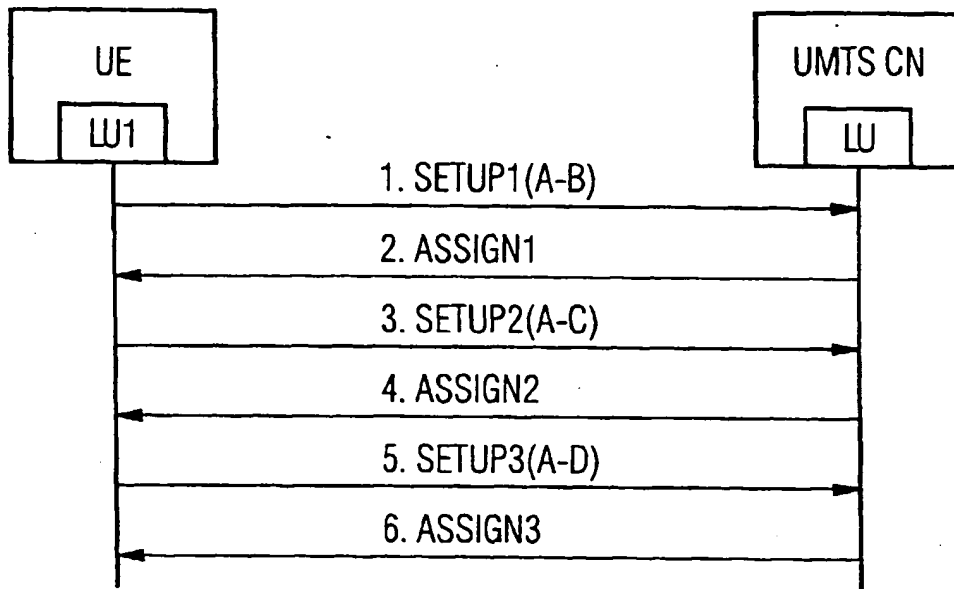 UE
LU1
UMTS CN
LU
1. SETUP1(A-B)
2. ASSIGN1
3. SETUP2(A-C)
4. ASSIGN2
5. SETUP3(A-D)
6. ASSIGN3